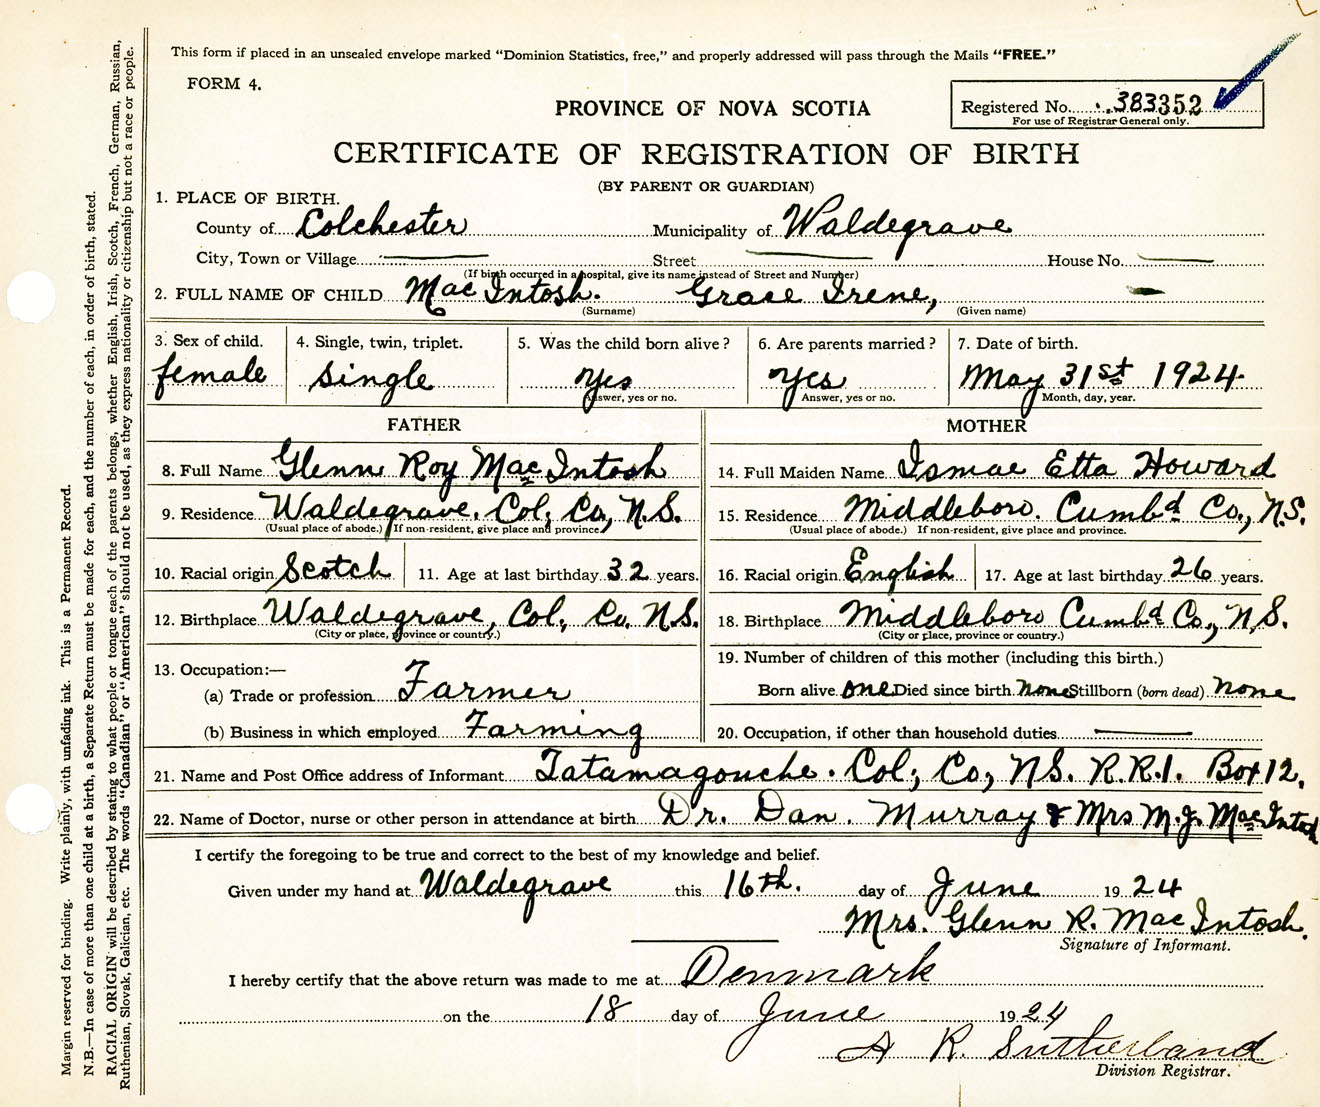 This form if placed in an unsealed envelope marked "Dominion Statistics, free," and properly addressed will pass through the Mails "FREE."
FORM 4.
Registered No. 383352
For use of Registrar General only.
PROVINCE OF NOVA SCOTIA
CERTIFICATE OF REGISTRATION OF BIRTH
(BY PARENT OR GUARDIAN)
1. PLACE OF BIRTH.
County of Colchester Municipality of Waldegrave
City, Town or Village Street House No.
(If birth occurred in a hospital, give its name instead of Street and Number)
2. FULL NAME OF CHILD MacIntosh. Grace Irene,
(Surname) (Given name)
3. Sex of child. 4. Single, twin, triplet. 5. Was the child born alive? 6. Are parents married? 7. Date of birth.
female single Yes Yes May 31st 1924
Answer, yes or no. Answer, yes or no. Month, day, year.
FATHER MOTHER
8. Full Name Glenn Roy MacIntosh 14. Full Maiden Name Ismae Etta Howard
9. Residence Waldegrave, Col; Co, N.S. 15. Residence Middleboro. Cumbd Co., N.S.
(Usual place of abode.) If non-resident, give place and province. (Usual place of abode.) If non-resident, give place and province.
10. Racial origin Scotch 11. Age at last birthday 32 years. 16. Racial origin English 17. Age at last birthday 26 years.
12. Birthplace Waldegrave, Col; Co, N.S. 18. Birthplace Middleboro Cumbd Co., N.S.
(City or place, province or country.) (City or place, province or country.)
13. Occupation:— 19. Number of children of this mother (including this birth.)
(a) Trade or profession Farmer Born alive one Died since birth none Stillborn (born dead) none
(b) Business in which employed Farming 20. Occupation, if other than household duties
21. Name and Post Office address of Informant Tatamagouche. Col; Co, N.S. R.R.1. Box 12.
22. Name of Doctor, nurse or other person in attendance at birth Dr. Dan. Murray & Mrs M.J. MacIntosh
I certify the foregoing to be true and correct to the best of my knowledge and belief.
Given under my hand at Waldegrave this 16th. day of June 1924
Mrs. Glenn R. MacIntosh.
Signature of Informant.
I hereby certify that the above return was made to me at Denmark
on the 18 day of June 1924
A R. Sutherland
Division Registrar.
Margin reserved for binding. Write plainly, with unfading ink. This is a Permanent Record.
N.B.—In case of more than one child at a birth, a Separate Return must be made for each, and the number of each, in order of birth, stated.
RACIAL ORIGIN will be described by stating to what people or tongue each of the parents belongs, whether English, Irish, Scotch, French, German, Russian,
Ruthenian, Slovak, Galician, etc. The words "Canadian" or "American" should not be used, as they express nationality or citizenship but not a race or people.